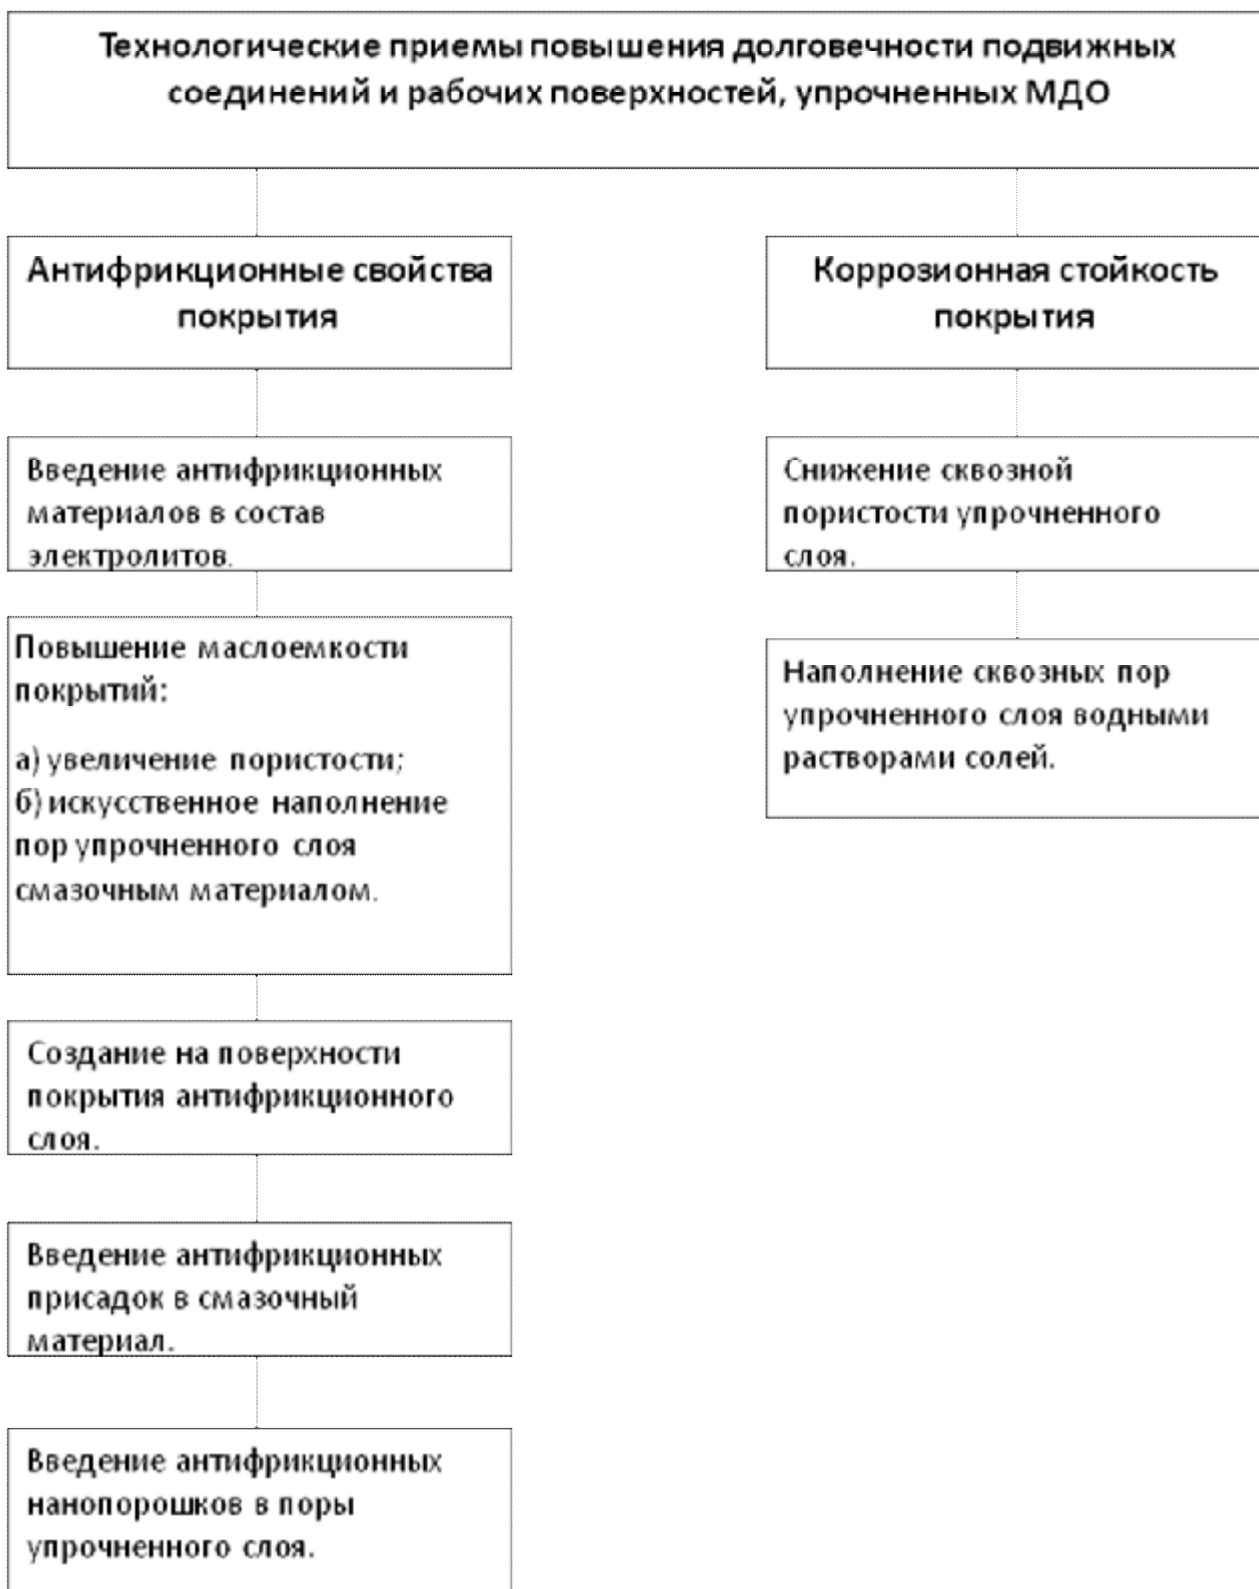 Технологические приемы повышения долговечности подвижных
соединений и рабочих поверхностей, упрочненных МДО
Антифрикционные свойства
покрытия
Введение антифрикционных
материалов в состав
электролитов.
Повышение маслоемкости
покрытий:
а) увеличение пористости;
б) искусственное наполнение
пор упрочненного слоя
смазочным материалом.
Создание на поверхности
покрытия антифрикционного
слоя.
Введение антифрикционных
присадок в смазочный
материал.
Введение антифрикционных
нанопорошков в поры
упрочненного слоя.
Коррозионная стойкость
покрытия
Снижение сквозной
пористости упрочненного
слоя.
Наполнение сквозных пор
упрочненного слоя водными
растворами солей.